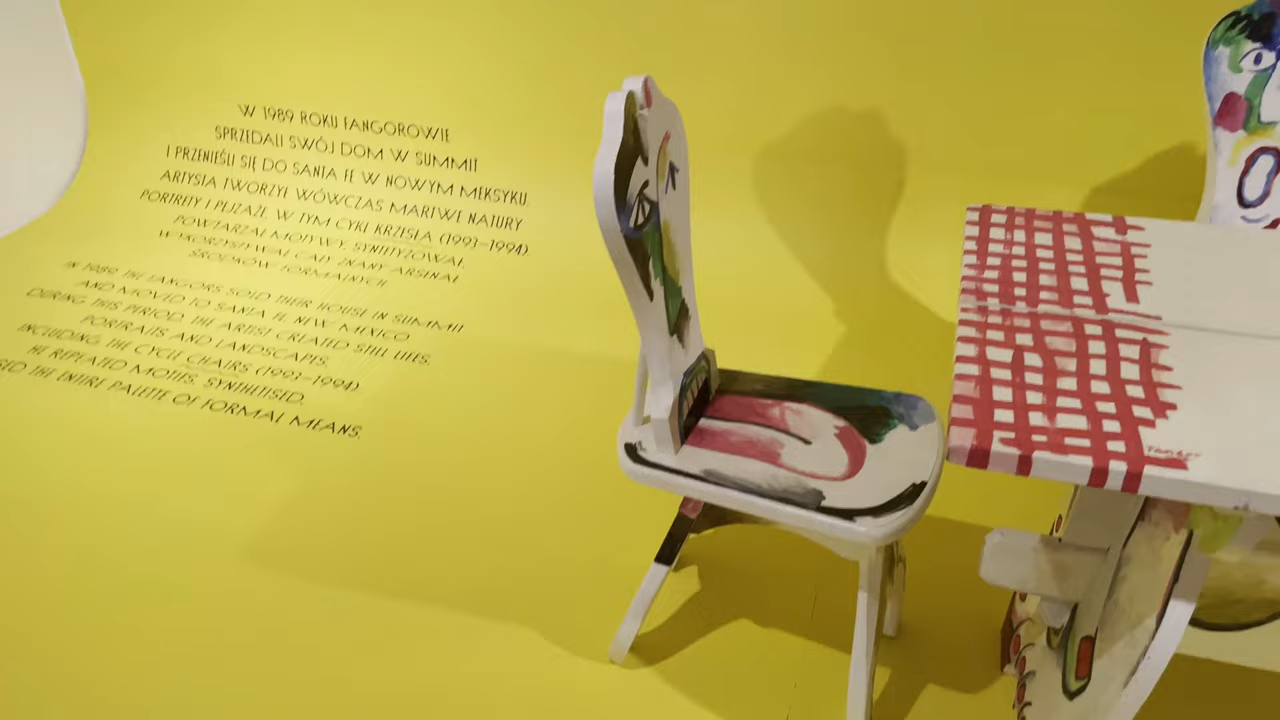 W 1989 ROKU FANGOROWIE
SPRZEDALI SWÓJ DOM W SUMMIT
I PRZENIEŚLI SIĘ DO SANTA FE W NOWYM MEKSYKU.
ARTYSTA TWORZYŁ WÓWCZAS MARTWE NATURY
PORTRETY I PEJZAŻE. W TYM CYKL KRZESŁA (1993–1994)
POWTARZAŁ MOTYWY, SYNTETYZOWAŁ,
WYKORZYSTYWAŁ CAŁY ZNANY ARSENAŁ
ŚRODKÓW FORMALNYCH
IN 1989 THE FANGORS SOLD THEIR HOUSE IN SUMMIT
AND MOVED TO SANTA FE, NEW MEXICO
DURING THIS PERIOD THE ARTIST CREATED STILL LIFES,
PORTRAITS AND LANDSCAPES,
INCLUDING THE CYCLE CHAIRS (1993–1994)
HE REPEATED MOTIFS, SYNTHETISED,
THE ENTIRE PALETTE OF FORMAL MEANS.
Fangor